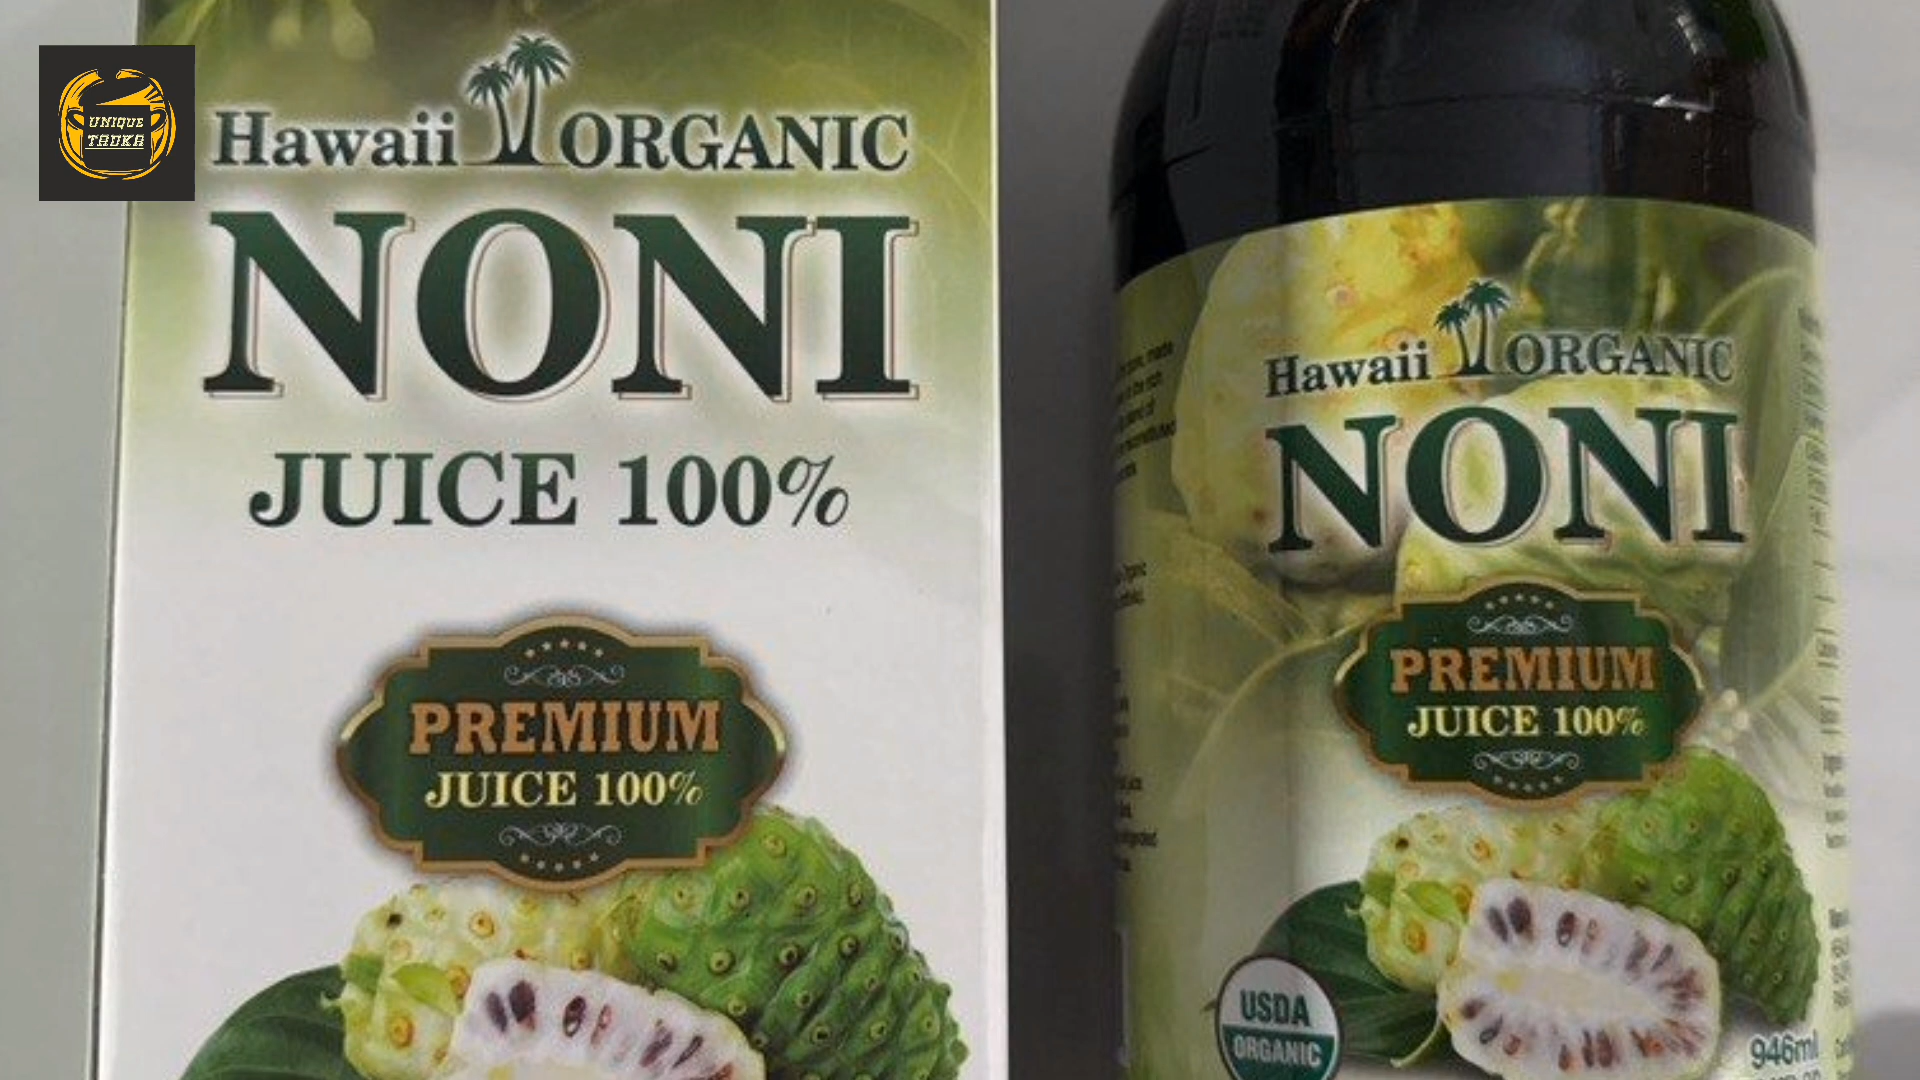 UNIQUE
TADKA
Hawaii ORGANIC
NONI
JUICE 100%
PREMIUM
JUICE 100%
Hawaii ORGANIC
NONI
PREMIUM
JUICE 100%
USDA
ORGANIC
946ml